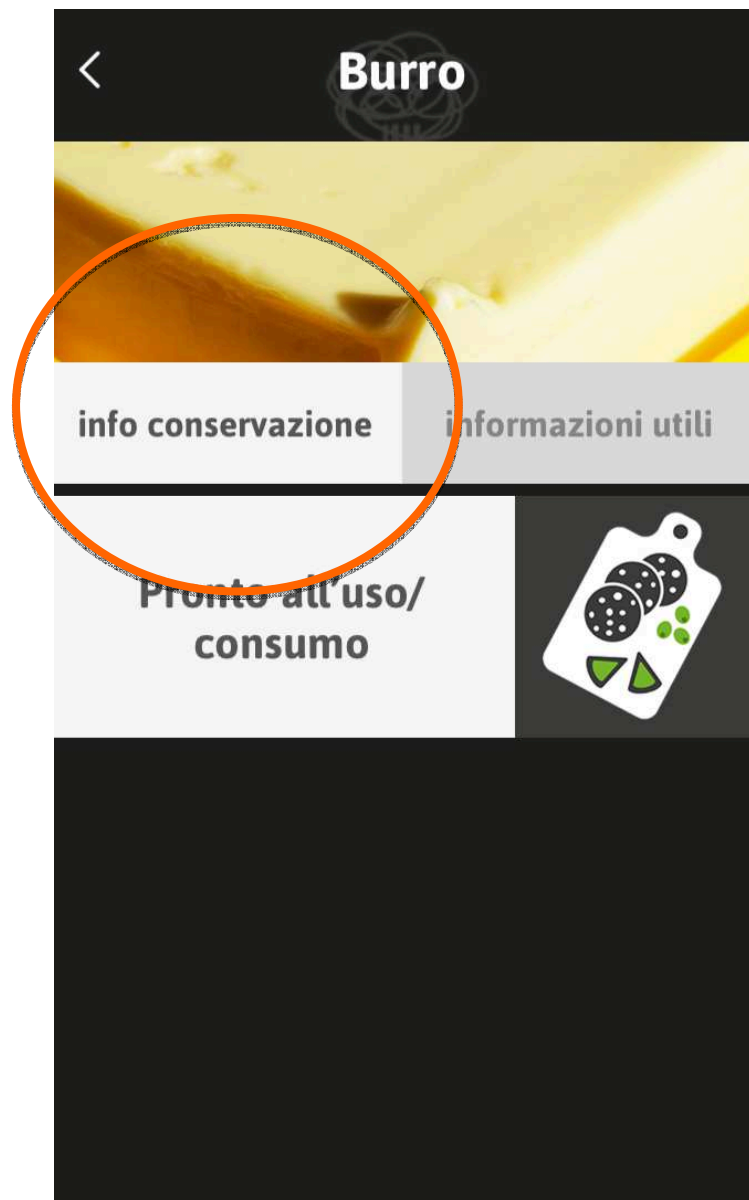 Burro
info conservazione
informazioni utili
Pronto all'uso/
consumo